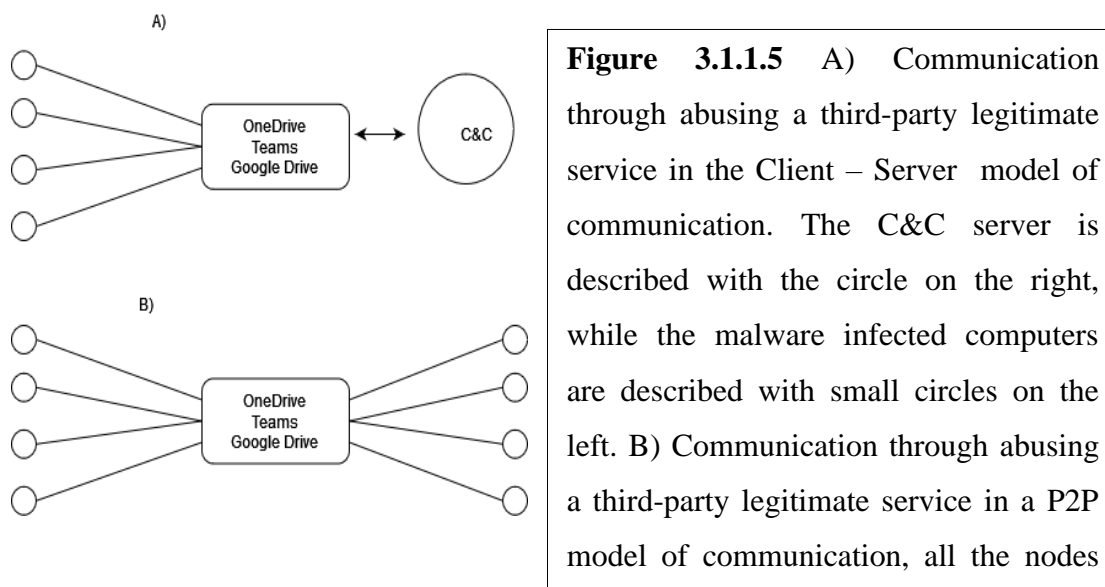 A)
OneDrive
Teams
Google Drive
C&C
B)
OneDrive
Teams
Google Drive
Figure 3.1.1.5 A) Communication
through abusing a third-party legitimate
service in the Client – Server model of
communication. The C&C server is
described with the circle on the right,
while the malware infected computers
are described with small circles on the
left. B) Communication through abusing
a third-party legitimate service in a P2P
model of communication, all the nodes